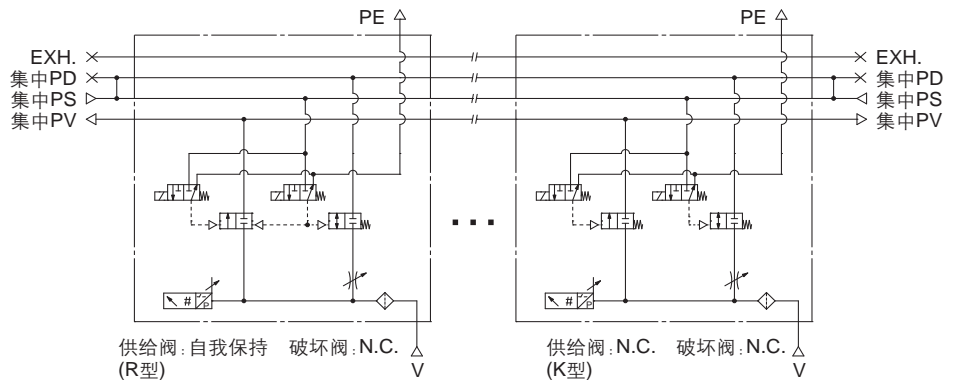 PE PE
EXH. EXH.
集中PD 集中PD
集中PS 集中PS
集中PV 集中PV
# P # P
供给阀:自我保持 破坏阀:N.C. 供给阀:N.C. 破坏阀:N.C.
(R型) V (K型) V